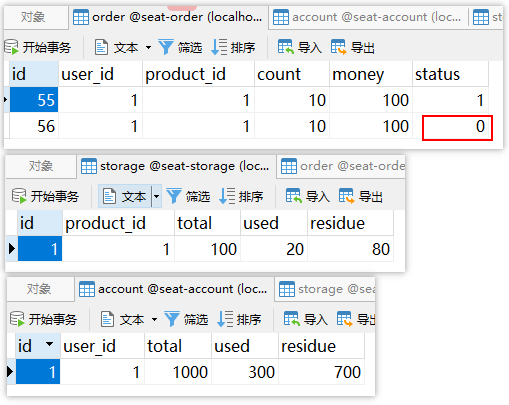 对象 order @seat-order (localho... account @seat-account (local... st
开始事务 文本 筛选 排序 导入 导出
id user_id product_id count money status
55 1 1 10 100 1
56 1 1 10 100 0
对象 storage @seat-storage (loc... order @seat-orde
开始事务 文本 筛选 排序 导入 导出
id product_id total used residue
1 1 100 20 80
对象 account @seat-account (loca... storage @seat-s
开始事务 文本 筛选 排序 导入 导出
id user_id total used residue
1 1 1000 300 700